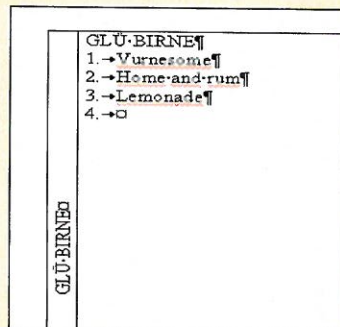 GLÜ·BIRNE¶
1.→Vurnesome¶
2.→Home·and·rum¶
3.→Lemonade¶
4.→¤
GLÜ·BIRNE¤